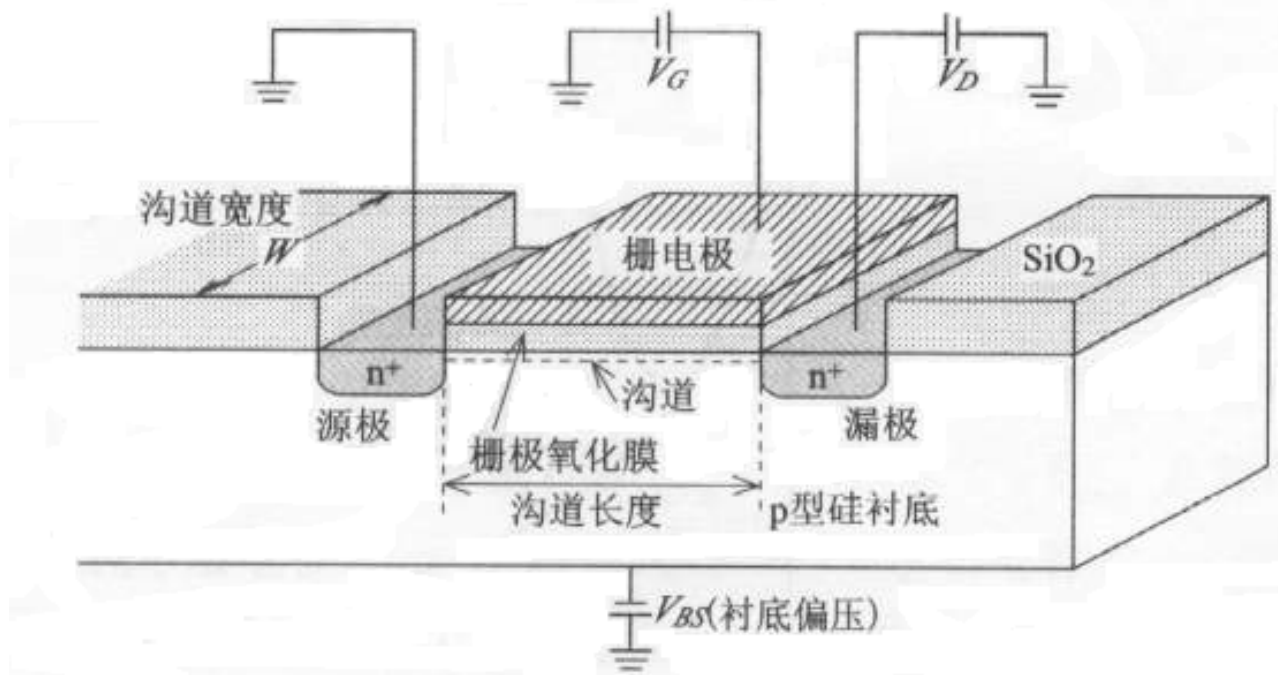 V_G
V_D
沟道宽度
W
栅电极
SiO₂
n⁺
n⁺
沟道
源极
漏极
栅极氧化膜
沟道长度
p型硅衬底
V_BS(衬底偏压)